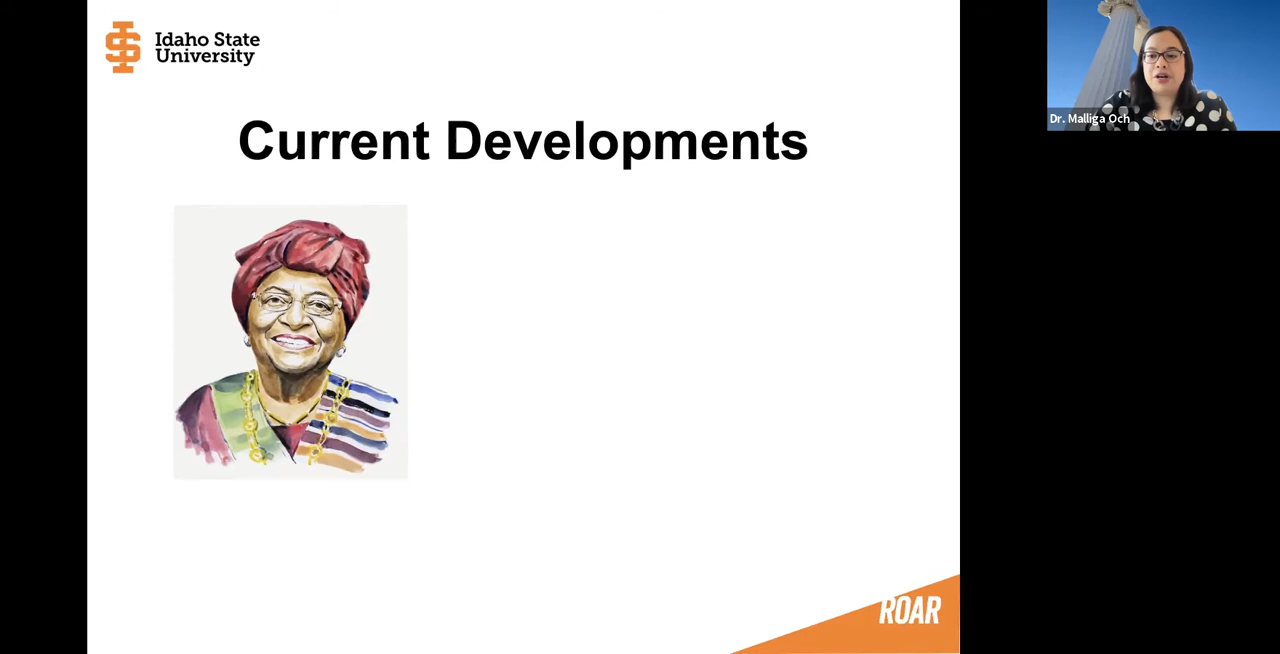 Idaho State
University
Dr. Malliga Och
Current Developments
ROAR